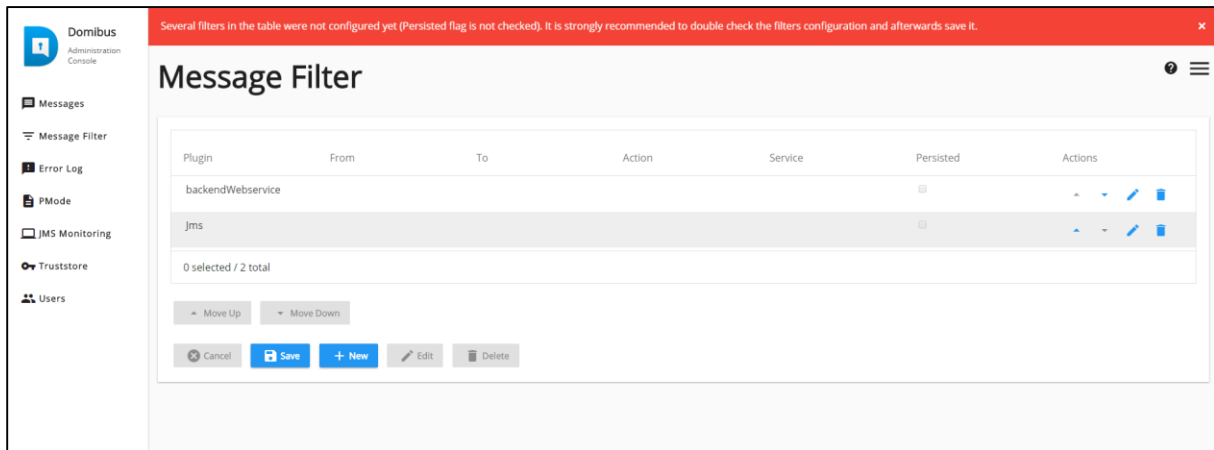 Several filters in the table were not configured yet (Persisted flag is not checked). It is strongly recommended to double check the filters configuration and afterwards save it.
Domibus
Administration
Console
Messages
Message Filter
Error Log
PMode
JMS Monitoring
Truststore
Users
Message Filter
Plugin From To Action Service Persisted Actions
backendWebservice
Jms
0 selected / 2 total
Move Up Move Down
Cancel Save New Edit Delete